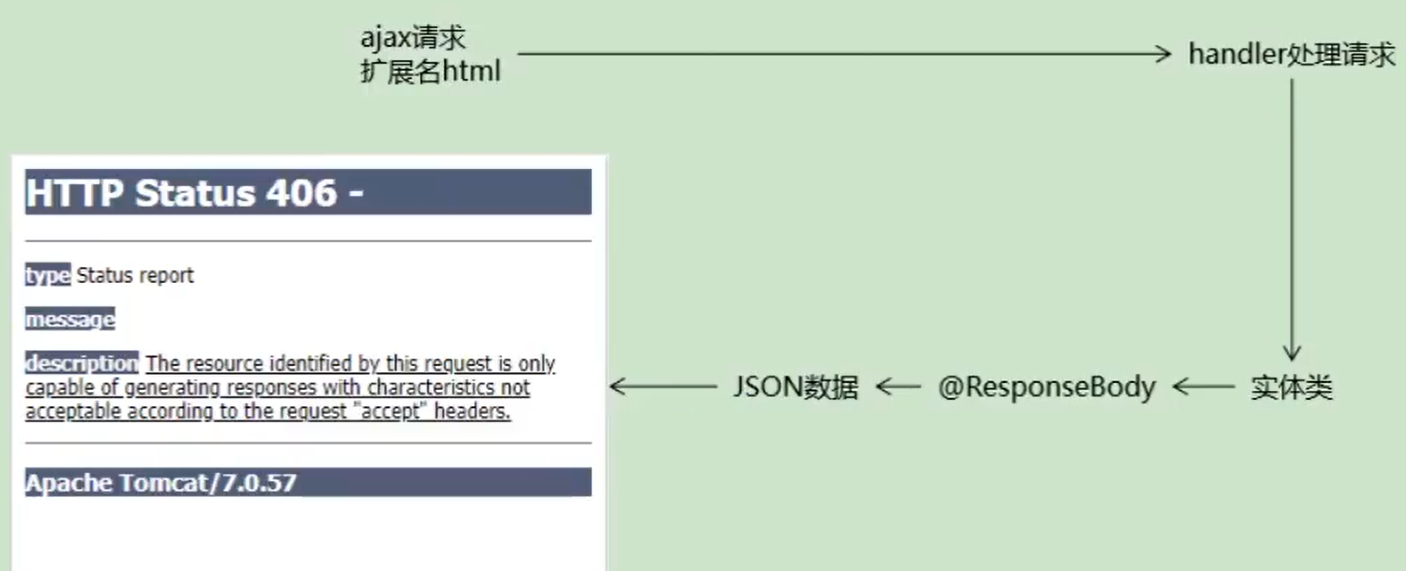 ajax请求
扩展名html
handler处理请求
HTTP Status 406 -
type Status report
message
description The resource identified by this request is only
capable of generating responses with characteristics not
acceptable according to the request "accept" headers.
JSON数据
@ResponseBody
实体类
Apache Tomcat/7.0.57